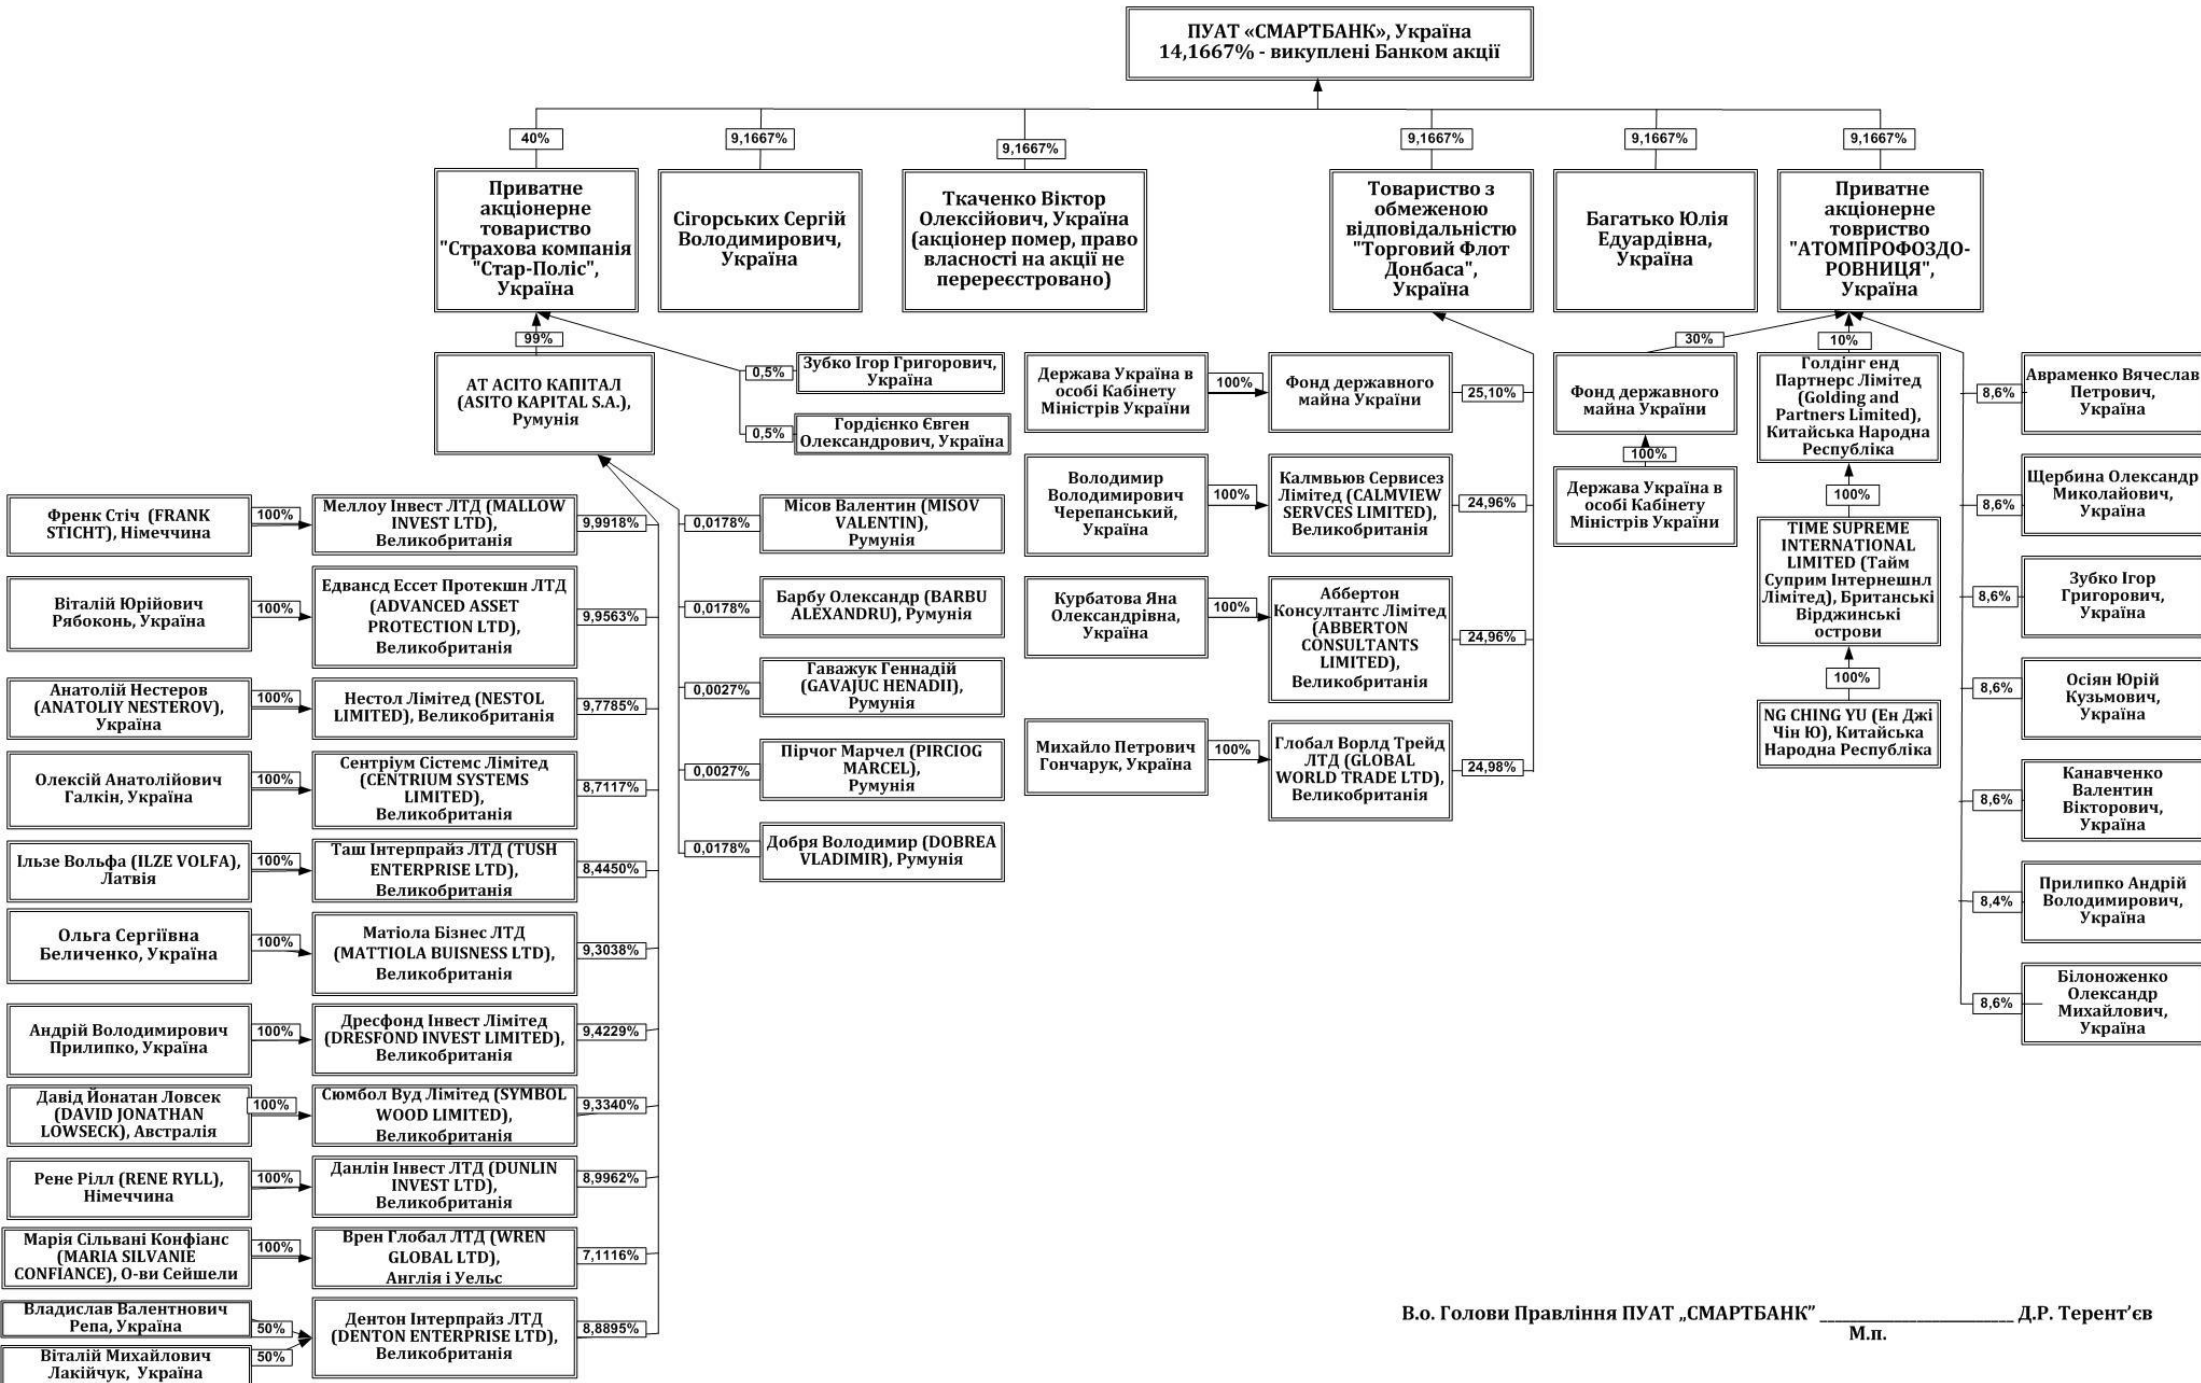 ПУАТ «СМАРТБАНК», Україна
14,1667% - викуплені Банком акції
40%
9,1667%
9,1667%
9,1667%
9,1667%
9,1667%
Приватне
акціонерне
товариство
"Страхова компанія
"Стар-Поліс",
Україна
Сігорських Сергій
Володимирович,
Україна
Ткаченко Віктор
Олексійович, Україна
(акціонер помер, право
власності на акції не
перереєстровано)
Товариство з
обмеженою
відповідальністю
"Торговий Флот
Донбаса",
Україна
Багатько Юлія
Едуардівна,
Україна
Приватне
акціонерне
товриство
"АТОМПРОФОЗДО-
РОВНИЦЯ",
Україна
99%
АТ АСІТО КАПІТАЛ
(ASITO KAPITAL S.A.),
Румунія
0,5%
Зубко Ігор Григорович,
Україна
0,5%
Гордієнко Євген
Олександрович, Україна
Френк Стіч (FRANK
STICHT), Німеччина
100%
Меллоу Інвест ЛТД (MALLOW
INVEST LTD),
Великобританія
9,9918%
Віталій Юрійович
Рябоконь, Україна
100%
Едвансд Ессет Протекшн ЛТД
(ADVANCED ASSET
PROTECTION LTD),
Великобританія
9,9563%
Анатолій Нестеров
(ANATOLIY NESTEROV),
Україна
100%
Нестол Лімітед (NESTOL
LIMITED), Великобританія
9,7785%
Олексій Анатолійович
Галкін, Україна
100%
Сентріум Сістемс Лімітед
(CENTRIUM SYSTEMS
LIMITED),
Великобританія
8,7117%
Ільзе Вольфа (ILZE VOLFA),
Латвія
100%
Таш Інтерпрайз ЛТД (TUSH
ENTERPRISE LTD),
Великобританія
8,4450%
Ольга Сергіївна
Беличенко, Україна
100%
Матіола Бізнес ЛТД
(MATTIOLA BUISNESS LTD),
Великобританія
9,3038%
Андрій Володимирович
Прилипко, Україна
100%
Дресфонд Інвест Лімітед
(DRESFOND INVEST LIMITED),
Великобританія
9,4229%
Давід Йонатан Ловсек
(DAVID JONATHAN
LOWSECK), Австралія
100%
Сюмбол Вуд Лімітед (SYMBOL
WOOD LIMITED),
Великобританія
9,3340%
Рене Рілл (RENE RYLL),
Німеччина
100%
Данлін Інвест ЛТД (DUNLIN
INVEST LTD),
Великобританія
8,9962%
Марія Сільвані Конфіанс
(MARIA SILVANIE
CONFIANCE), О-ви Сейшели
100%
Врен Глобал ЛТД (WREN
GLOBAL LTD),
Англія і Уельс
7,1116%
Владислав Валентнович
Репа, Україна
50%
Віталій Михайлович
Лакійчук, Україна
50%
Дентон Інтерпрайз ЛТД
(DENTON ENTERPRISE LTD),
Великобританія
8,8895%
0,0178%
Місов Валентин (MISOV
VALENTIN),
Румунія
0,0178%
Барбу Олександр (BARBU
ALEXANDRU), Румунія
0,0027%
Гаважук Геннадій
(GAVAJUC HENADII),
Румунія
0,0027%
Пірчог Марчел (PIRCIOG
MARCEL),
Румунія
0,0178%
Добря Володимир (DOBREA
VLADIMIR), Румунія
Держава Україна в
особі Кабінету
Міністрів України
100%
Фонд державного
майна України
25,10%
Володимир
Володимирович
Черепанський,
Україна
100%
Калмвьюв Сервисез
Лімітед (CALMVIEW
SERVCES LIMITED),
Великобританія
24,96%
Курбатова Яна
Олександрівна,
Україна
100%
Аббертон
Консултантс Лімітед
(ABBERTON
CONSULTANTS
LIMITED),
Великобританія
24,96%
Михайло Петрович
Гончарук, Україна
100%
Глобал Ворлд Трейд
ЛТД (GLOBAL
WORLD TRADE LTD),
Великобританія
24,98%
30%
Фонд державного
майна України
100%
Держава Україна в
особі Кабінету
Міністрів України
10%
Голдінг енд
Партнерс Лімітед
(Golding and
Partners Limited),
Китайська Народна
Республіка
100%
TIME SUPREME
INTERNATIONAL
LIMITED (Тайм
Суприм Інтернешнл
Лімітед), Британські
Вірджинські
острови
100%
NG CHING YU (Ен Джі
Чін Ю), Китайська
Народна Республіка
8,6%
Авраменко Вячеслав
Петрович,
Україна
8,6%
Щербина Олександр
Миколайович,
Україна
8,6%
Зубко Ігор
Григорович,
Україна
8,6%
Осіян Юрій
Кузьмович,
Україна
8,6%
Канавченко
Валентин
Вікторович,
Україна
8,4%
Прилипко Андрій
Володимирович,
Україна
8,6%
Білоноженко
Олександр
Михайлович,
Україна
В.о. Голови Правління ПУАТ „СМАРТБАНК” ______________________ Д.Р. Терент’єв
М.п.